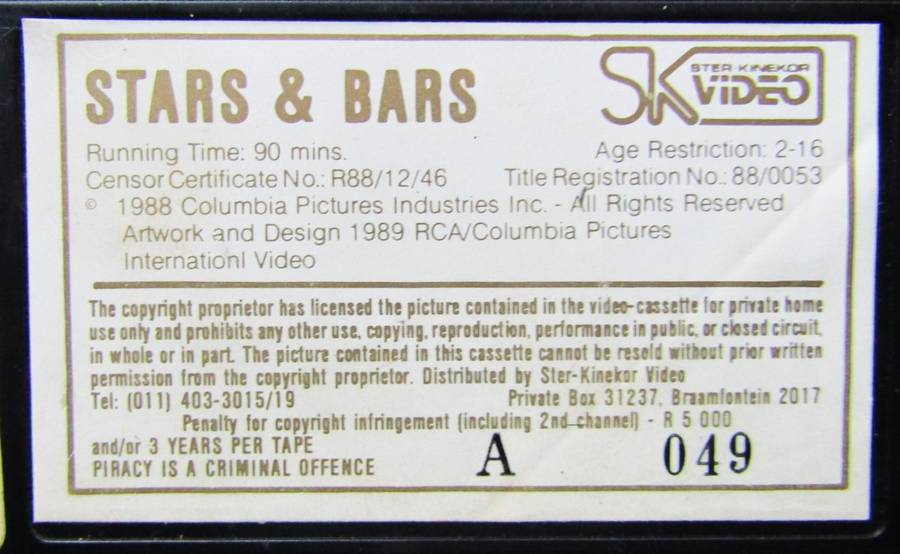 STARS & BARS
STER-KINEKOR
SK VIDEO
Running Time: 90 mins. Age Restriction: 2-16
Censor Certificate No.: R88/12/46 Title Registration No.: 88/0053
© 1988 Columbia Pictures Industries Inc. - All Rights Reserved
Artwork and Design 1989 RCA/Columbia Pictures
Internationl Video
The copyright proprietor has licensed the picture contained in the video-cassette for private home
use only and prohibits any other use, copying, reproduction, performance in public, or closed circuit,
in whole or in part. The picture contained in this cassette cannot be resold without prior written
permission from the copyright proprietor. Distributed by Ster-Kinekor Video
Tel: (011) 403-3015/19 Private Box 31237, Braamfontein 2017
Penalty for copyright infringement (including 2nd-channel) - R 5 000
and/or 3 YEARS PER TAPE
PIRACY IS A CRIMINAL OFFENCE A 049